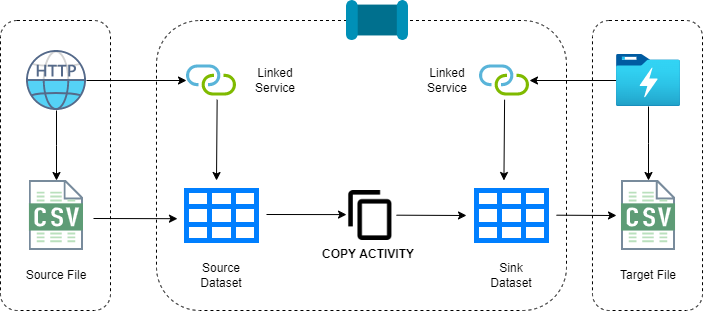 HTTP
Linked
Service
Linked
Service
CSV
COPY ACTIVITY
CSV
Source File
Source
Dataset
Sink
Dataset
Target File